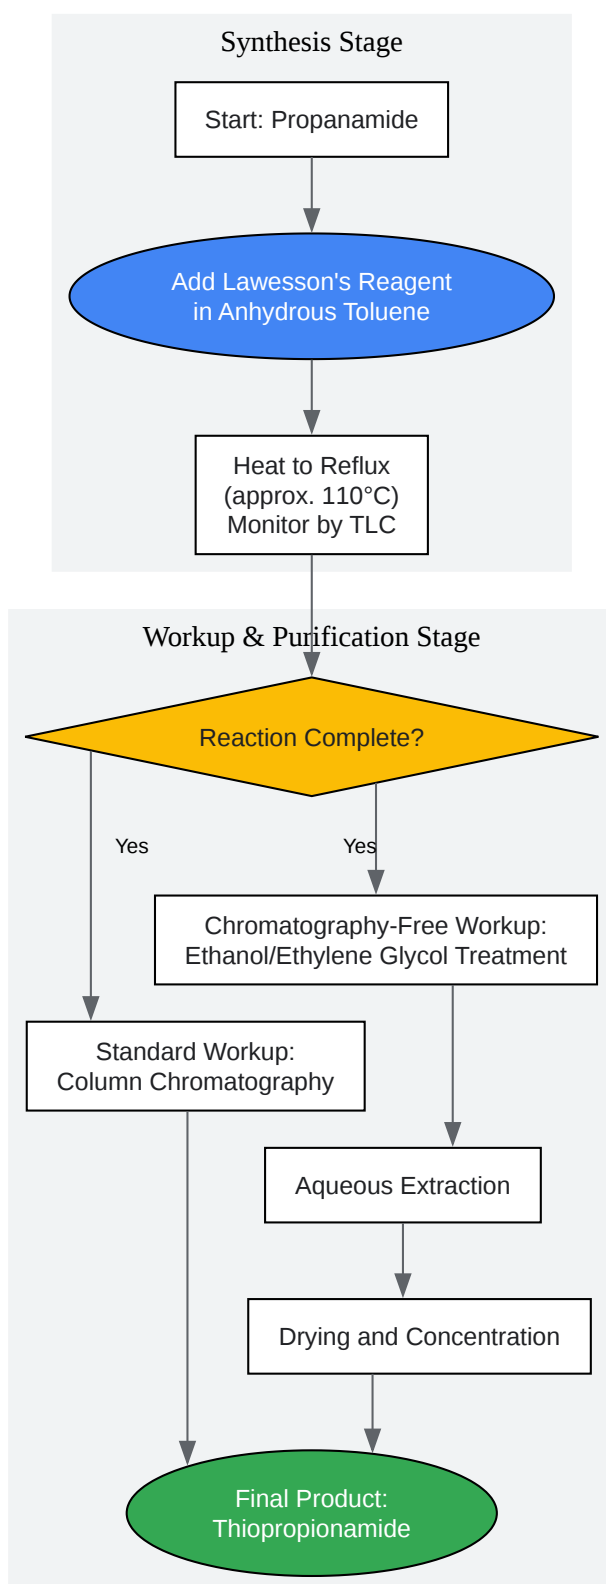 Synthesis Stage
Start: Propanamide
Add Lawesson's Reagent
in Anhydrous Toluene
Heat to Reflux
(approx. 110°C)
Monitor by TLC
Workup & Purification Stage
Reaction Complete?
Yes
Yes
Chromatography-Free Workup:
Ethanol/Ethylene Glycol Treatment
Standard Workup:
Column Chromatography
Aqueous Extraction
Drying and Concentration
Final Product:
Thiopropionamide